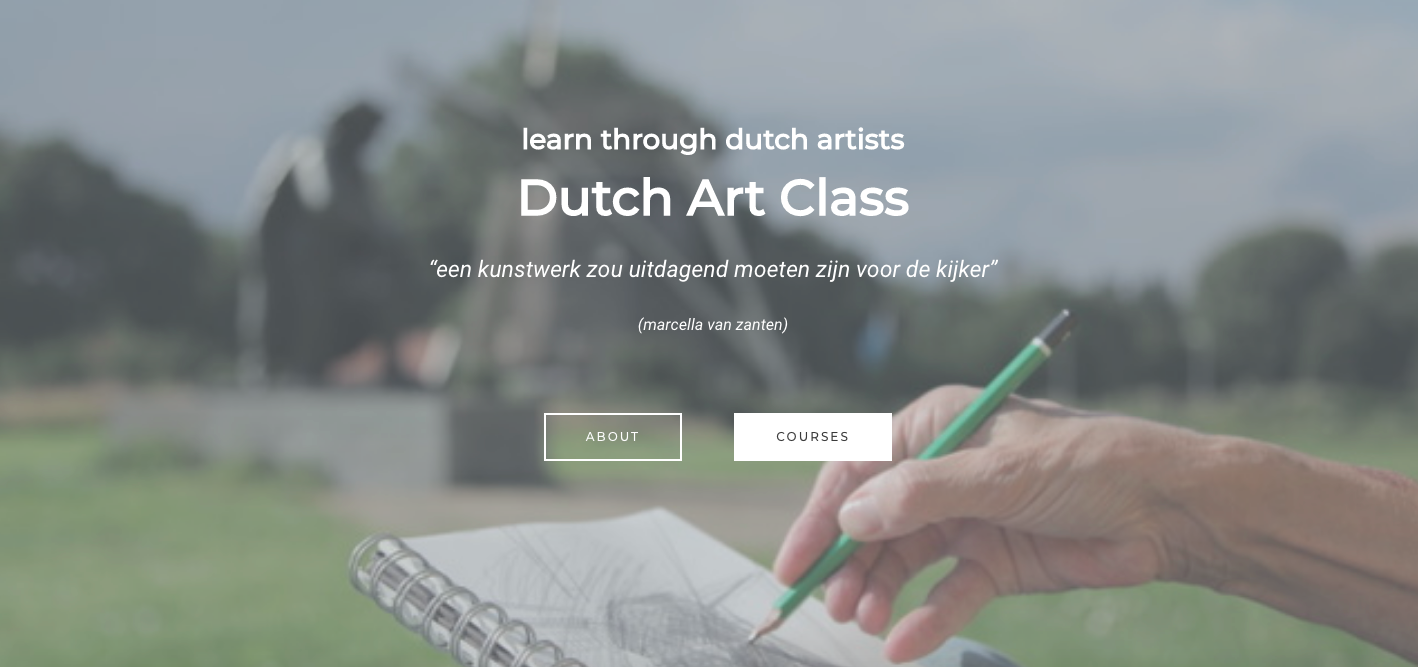 learn through dutch artists
Dutch Art Class
“een kunstwerk zou uitdagend moeten zijn voor de kijker”
(marcella van zanten)
ABOUT
COURSES